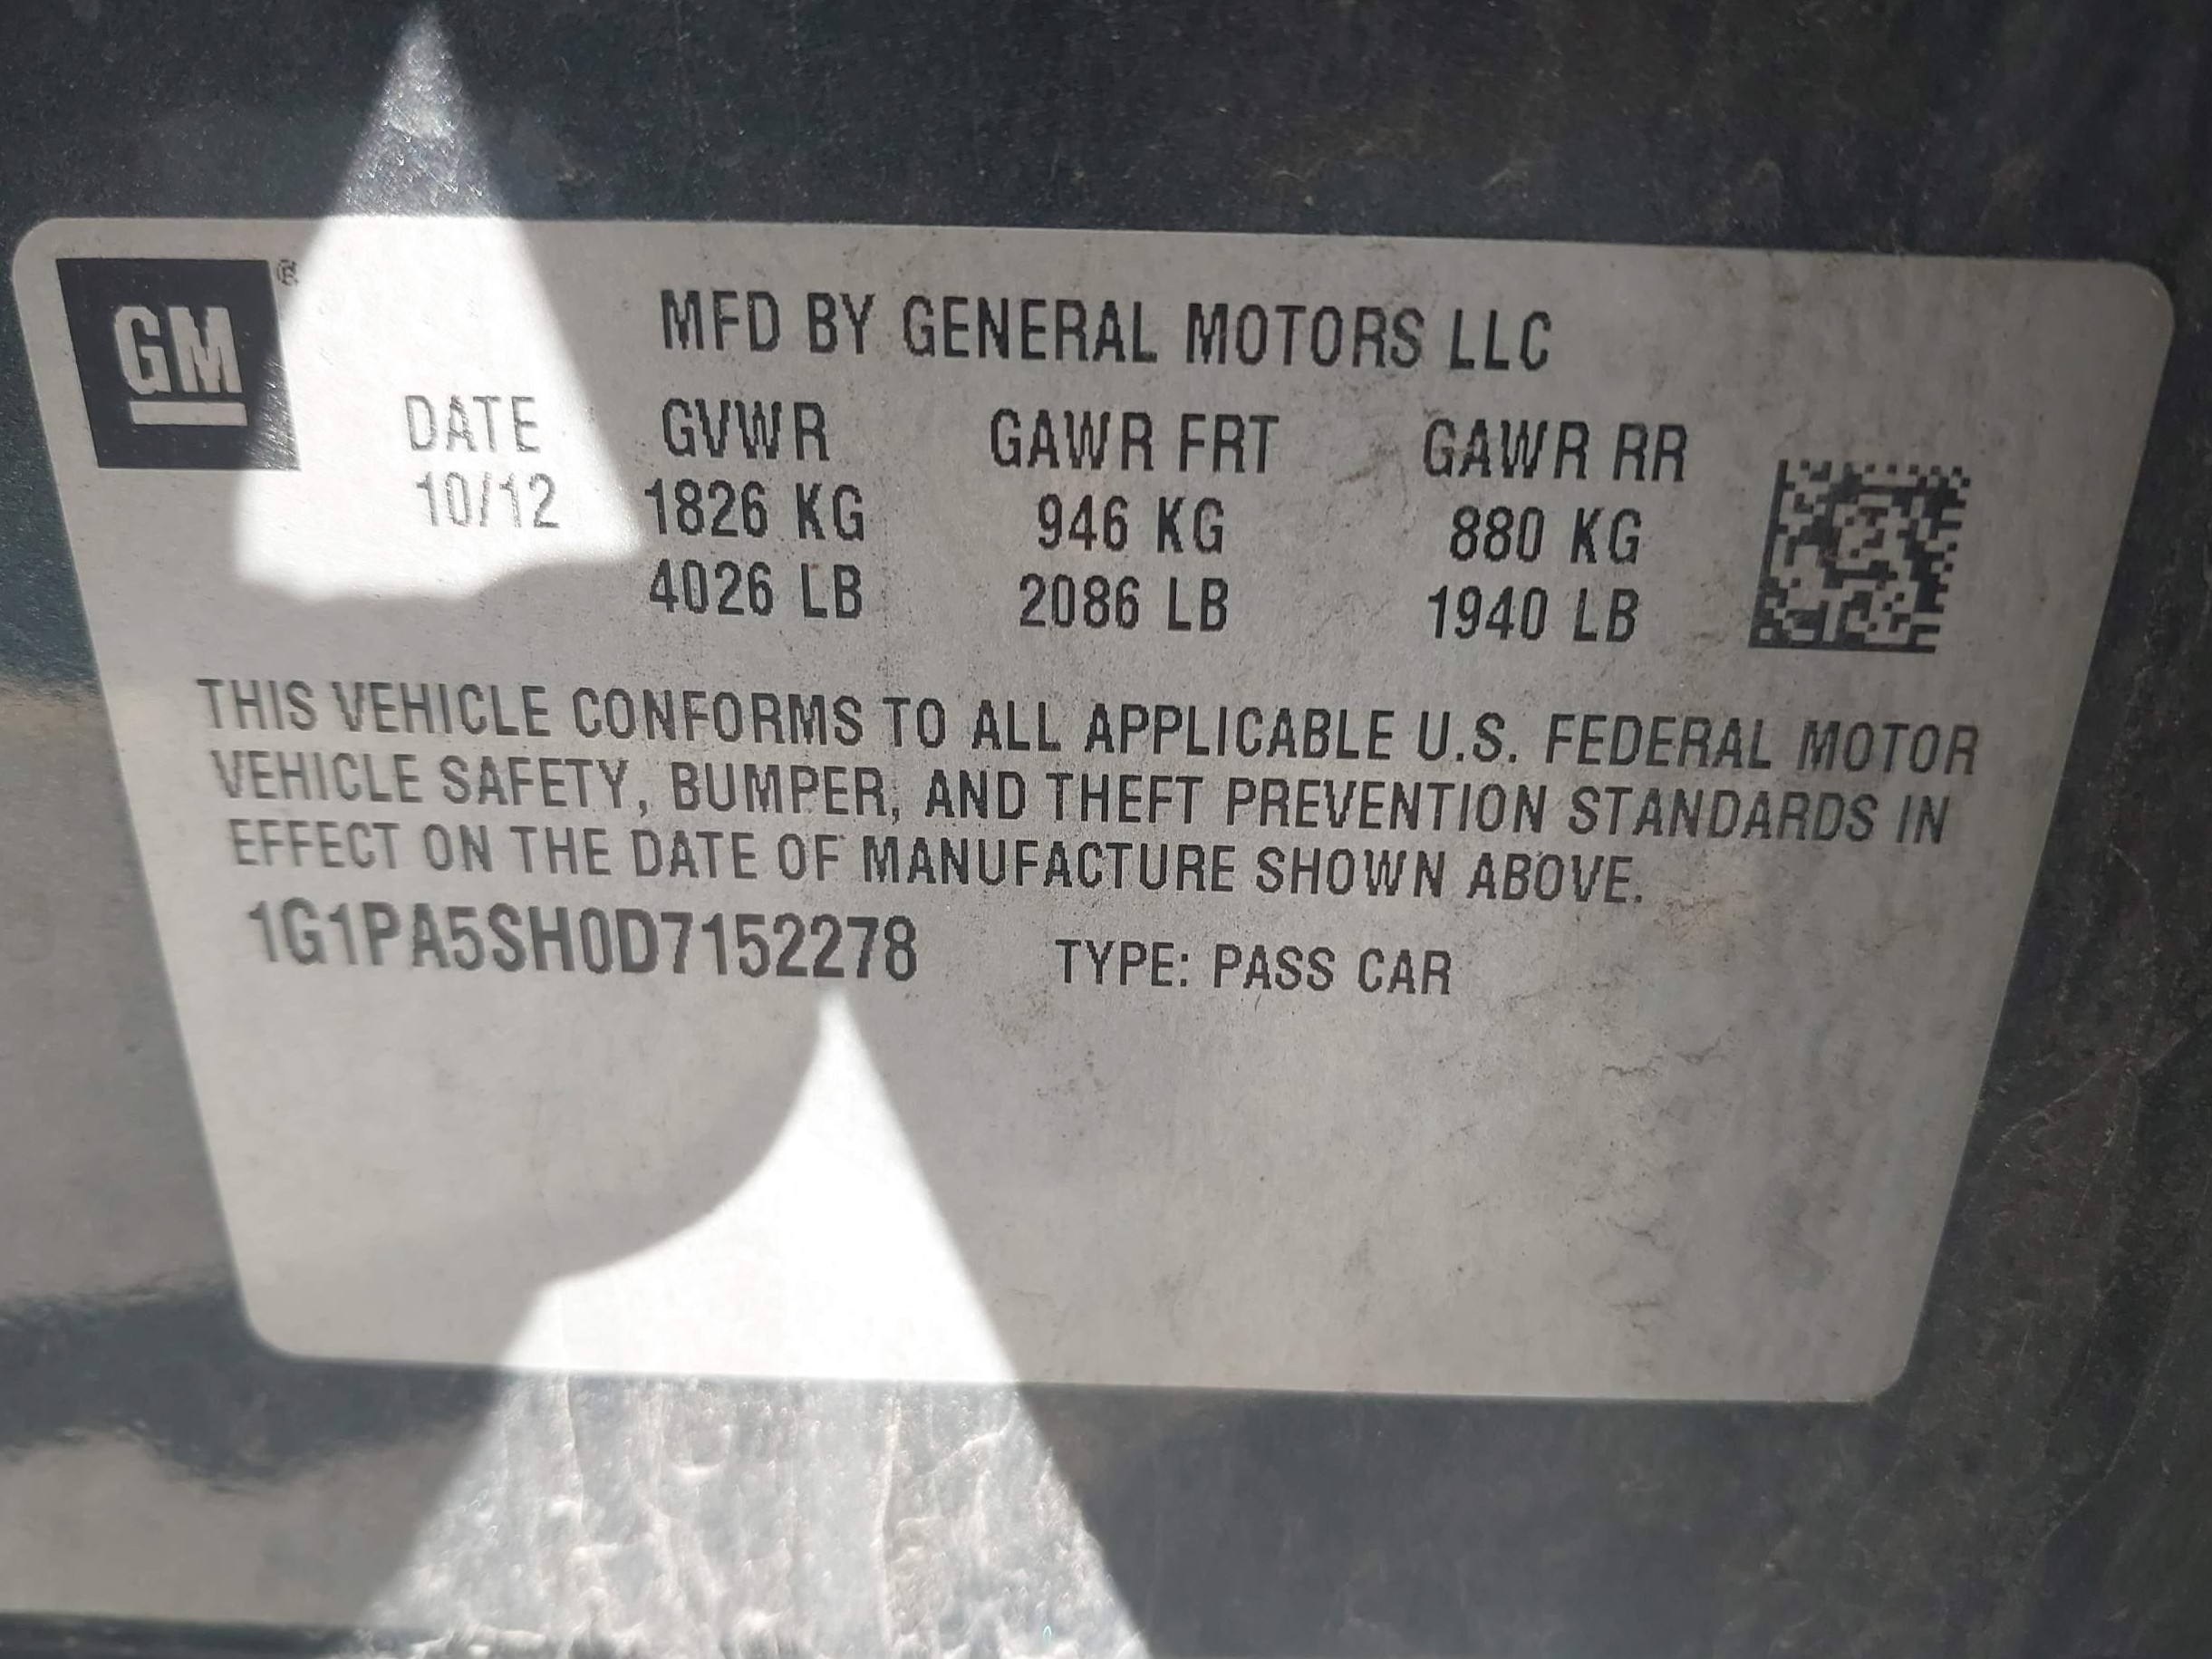 GM ®
MFD BY GENERAL MOTORS LLC
DATE GVWR GAWR FRT GAWR RR
10/12 1826 KG 946 KG 880 KG
4026 LB 2086 LB 1940 LB
THIS VEHICLE CONFORMS TO ALL APPLICABLE U.S. FEDERAL MOTOR
VEHICLE SAFETY, BUMPER, AND THEFT PREVENTION STANDARDS IN
EFFECT ON THE DATE OF MANUFACTURE SHOWN ABOVE.
1G1PA5SH0D7152278 TYPE: PASS CAR